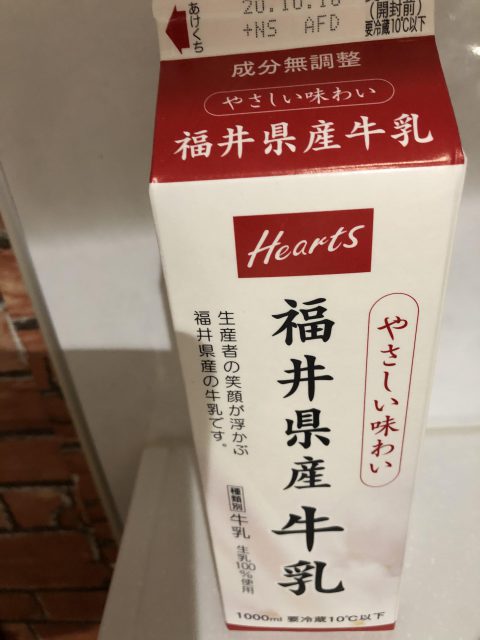 あけくち
+NS AFD
(開封前)
要冷蔵10℃以下
成分無調整
やさしい味わい
福井県産牛乳
Hearts
やさしい味わい
福井県産牛乳
生産者の笑顔が浮かぶ
福井県産の牛乳です。
種類別 牛乳 生乳100%使用
1000ml 要冷蔵10℃以下